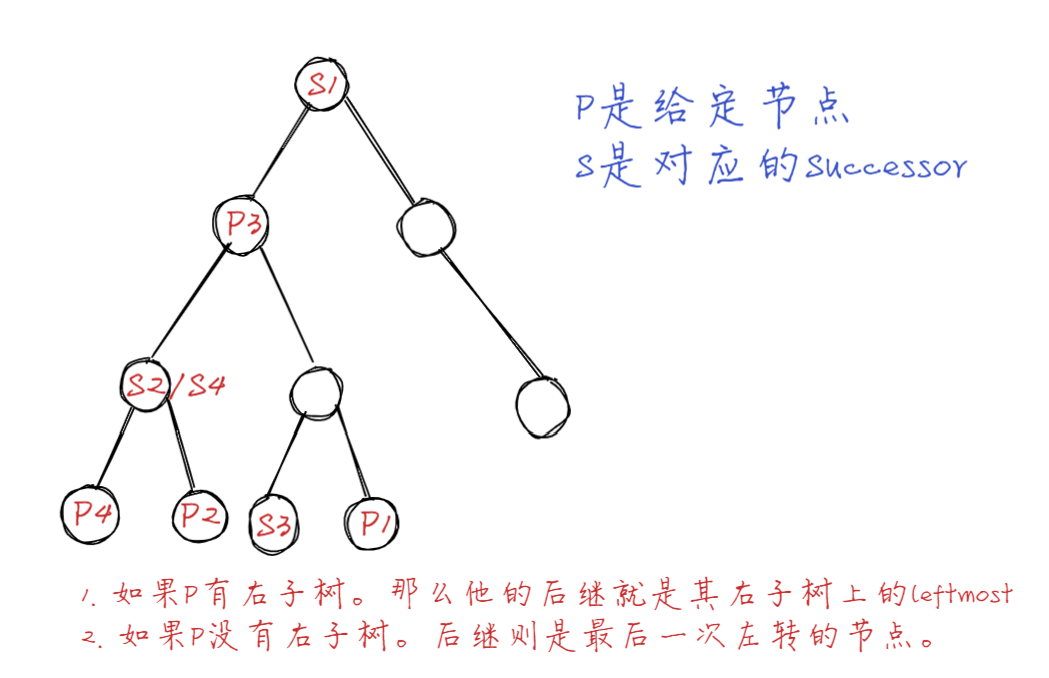 S1
P是给定节点
S是对应的Successor
P3
S2/S4
P4 P2 S3 P1
1. 如果P有右子树。那么他的后继就是其右子树上的leftmost
2. 如果P没有右子树。后继则是最后一次左转的节点。